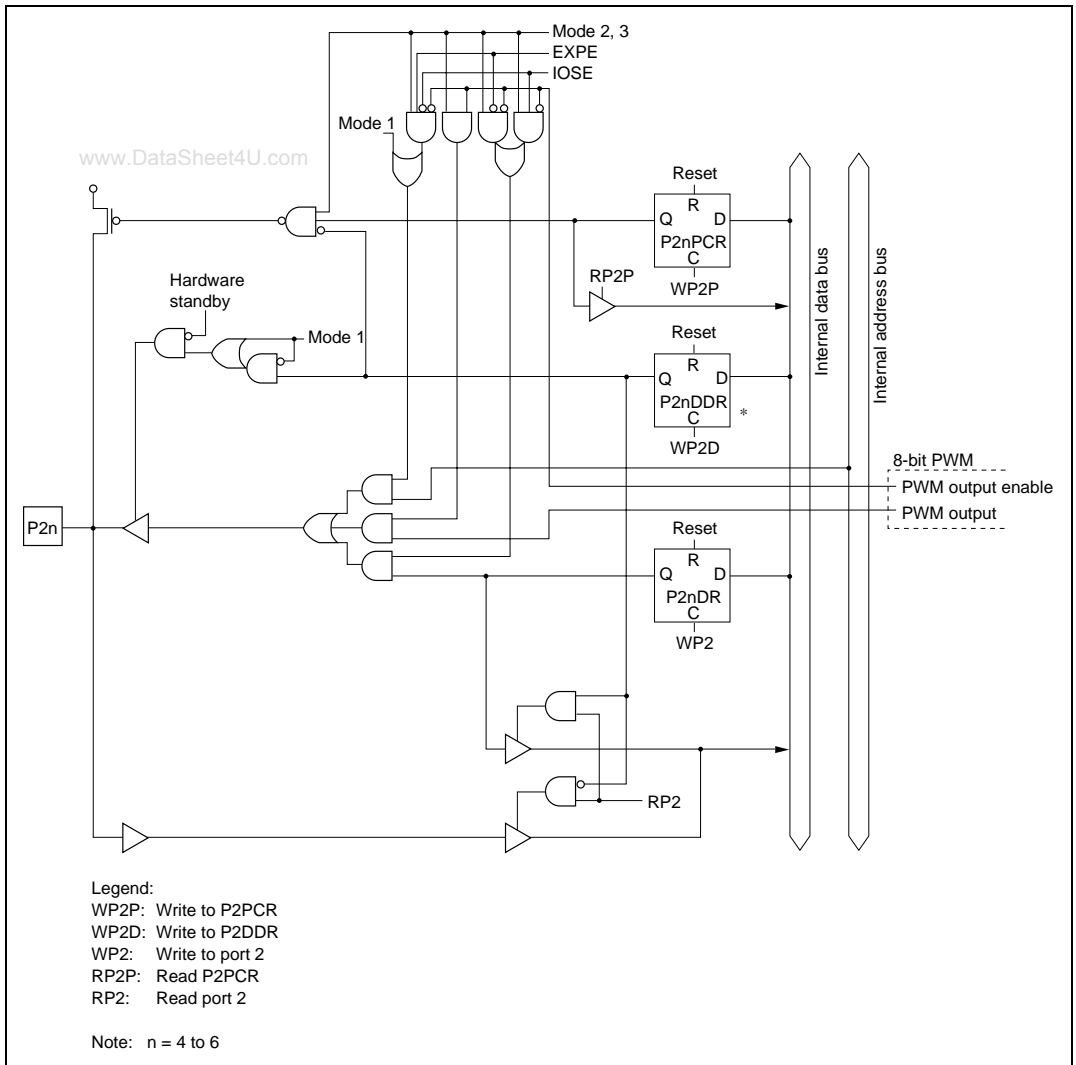 Mode 2, 3
EXPE
IOSE
Mode 1
www.DataSheet4U.com
Reset
R
Q D
P2nPCR
C
WP2P
RP2P
Hardware
standby
Mode 1
Reset
R
Q D
P2nDDR *
C
WP2D
Internal data bus
Internal address bus
8-bit PWM
PWM output enable
PWM output
P2n
Reset
R
Q D
P2nDR
C
WP2
RP2
Legend:
WP2P: Write to P2PCR
WP2D: Write to P2DDR
WP2: Write to port 2
RP2P: Read P2PCR
RP2: Read port 2
Note: n = 4 to 6